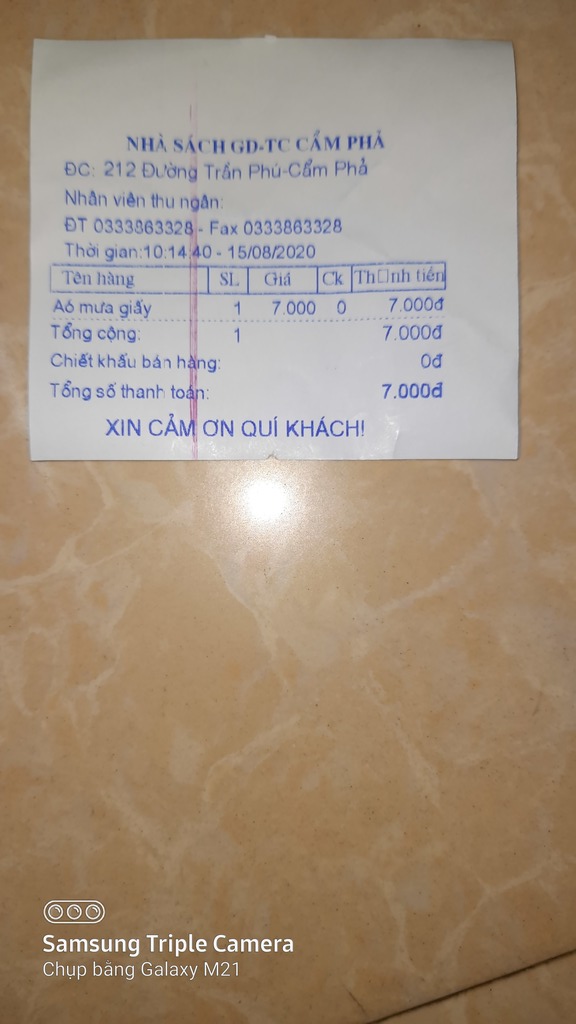 NHÀ SÁCH GD-TC CẨM PHẢ
ĐC: 212 Đường Trần Phú-Cẩm Phả
Nhân viên thu ngân:
ĐT 0333863328 - Fax 0333863328
Thời gian:10:14:40 - 15/08/2020
Tên hàng SL Giá Ck Th□nh tiền
Aó mưa giấy 1 7.000 0 7.000đ
Tổng cộng: 1 7.000đ
Chiết khấu bán hàng: 0đ
Tổng số thanh toán: 7.000đ
XIN CẢM ƠN QUÍ KHÁCH!
Samsung Triple Camera
Chụp bằng Galaxy M21